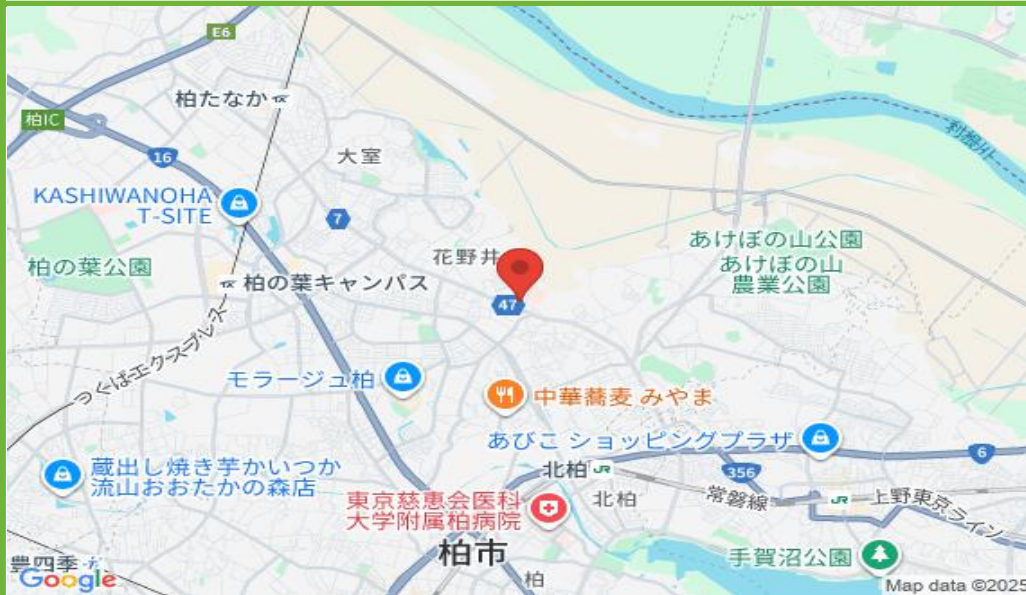 E6
柏たなか
柏IC
16
大室
KASHIWANOHA
T-SITE
7
柏の葉公園
花野井
あけぼの山公園
あけぼの山
農業公園
利根川
柏の葉キャンパス
47
つくばエクスプレス
モラージュ柏
中華蕎麦 みやま
あびこ ショッピングプラザ
6
蔵出し焼き芋かいつか
流山おおたかの森店
北柏
JR
356
北柏
常磐線
JR
上野東京ライン
東京慈恵会医科
大学附属柏病院
柏市
手賀沼公園
豊四季
柏
Google
Map data ©2025